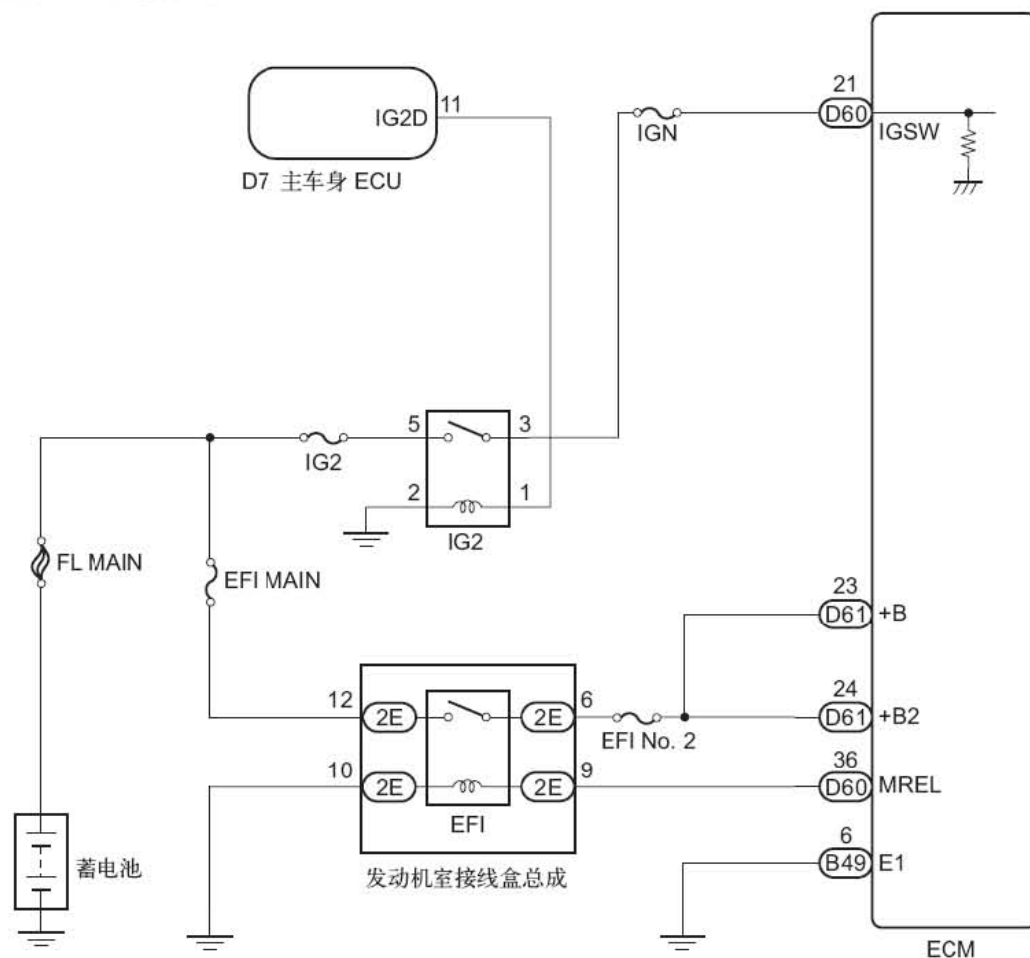 21
D60
IGSW
IGN
IG2D
11
D7 主车身 ECU
5
3
IG2
2
1
IG2
FL MAIN
EFI MAIN
23
D61
+B
12
2E
2E
6
EFI No. 2
24
D61
+B2
10
2E
2E
9
36
D60
MREL
EFI
6
B49
E1
蓄电池
发动机室接线盒总成
ECM